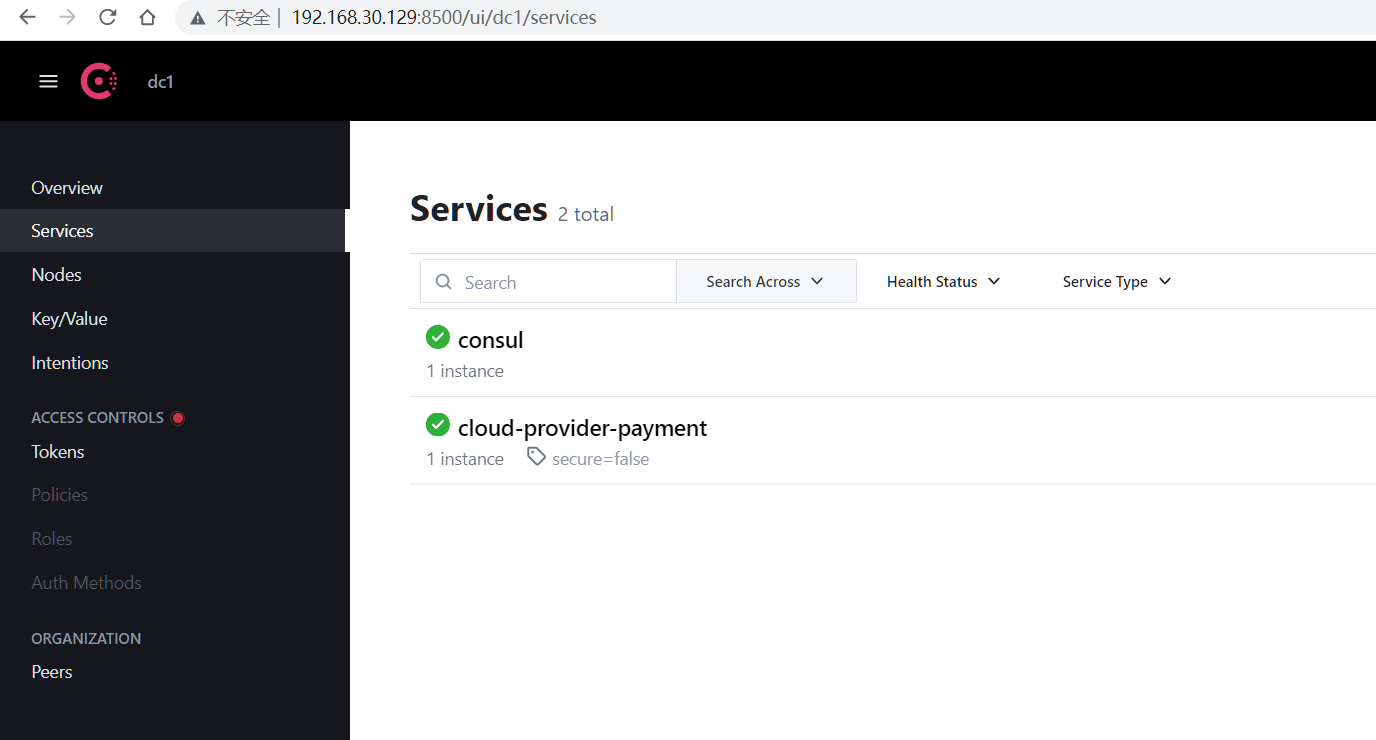 不安全 | 192.168.30.129:8500/ui/dc1/services
dc1
Overview
Services
Nodes
Key/Value
Intentions
ACCESS CONTROLS
Tokens
Policies
Roles
Auth Methods
ORGANIZATION
Peers
Services 2 total
Search Search Across Health Status Service Type
consul
1 instance
cloud-provider-payment
1 instance secure=false